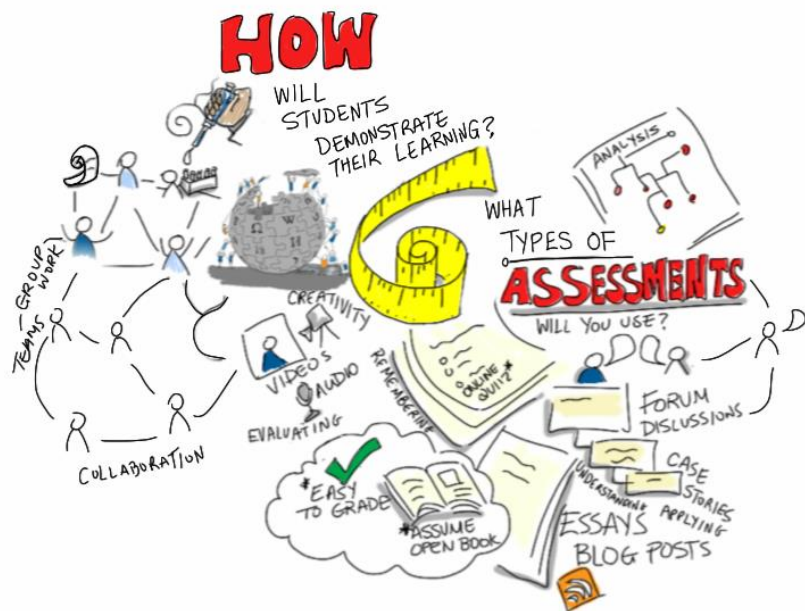 HOW
WILL
STUDENTS
DEMONSTRATE
THEIR LEARNING?
ANALYSIS
WHAT
TYPES OF
ASSESSMENTS
WILL YOU USE?
TEAMS – GROUP
WORK
Ω
W
И
CREATIVITY
VIDEOS
AUDIO
EVALUATING
REMEMBERING
ONLINE
QUIZ*
FORUM
DISCUSSIONS
COLLABORATION
CASE
STORIES
UNDERSTANDING
APPLYING
*EASY
TO GRADE
*ASSUME
OPEN BOOK
ESSAYS
BLOG POSTS